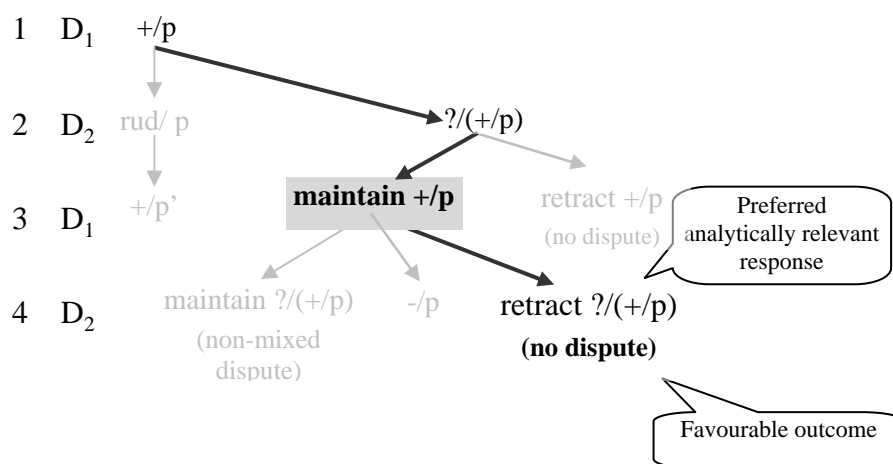 1 D1 +/p
2 D2 rud/ p ?/(+/p)
3 D1 +/p’ maintain +/p retract +/p
(no dispute)
Preferred
analytically relevant
response
4 D2 maintain ?/(+/p) -/p retract ?/(+/p)
(non-mixed
dispute)
(no dispute)
Favourable outcome